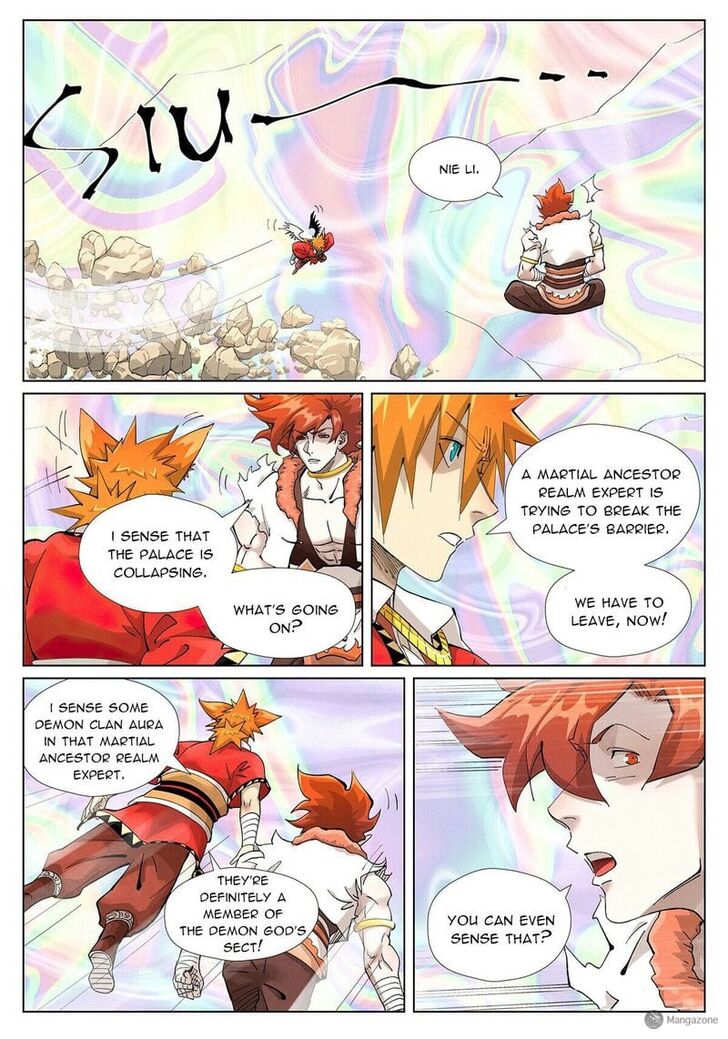 SIU
NIE LI.
I SENSE THAT
THE PALACE IS
COLLAPSING.
WHAT'S GOING
ON?
A MARTIAL ANCESTOR
REALM EXPERT IS
TRYING TO BREAK THE
PALACE'S BARRIER.
WE HAVE TO
LEAVE, NOW!
I SENSE SOME
DEMON CLAN AURA
IN THAT MARTIAL
ANCESTOR REALM
EXPERT.
THEY'RE
DEFINITELY A
MEMBER OF
THE DEMON GOD'S
SECT!
YOU CAN EVEN
SENSE THAT?
Mangazone